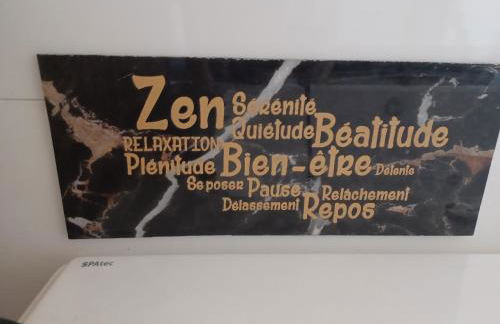 Zen Sérénité
Quiétude Béatitude
RELAXATION
Plénitude Bien-être Détente
Se poser Pause Relâchement
Délassement Repos
SPAtec